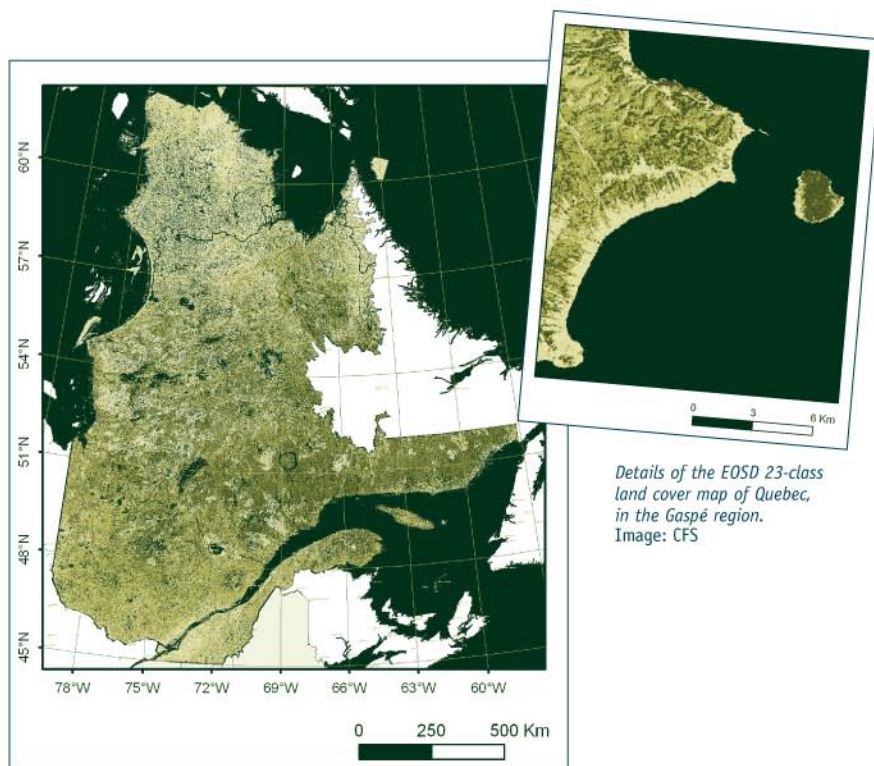 60°N
57°N
54°N
51°N
48°N
45°N
78°W 75°W 72°W 69°W 66°W 63°W 60°W
0 250 500 Km
0 3 6 Km
Details of the EOSD 23-class
land cover map of Quebec,
in the Gaspé region.
Image: CFS